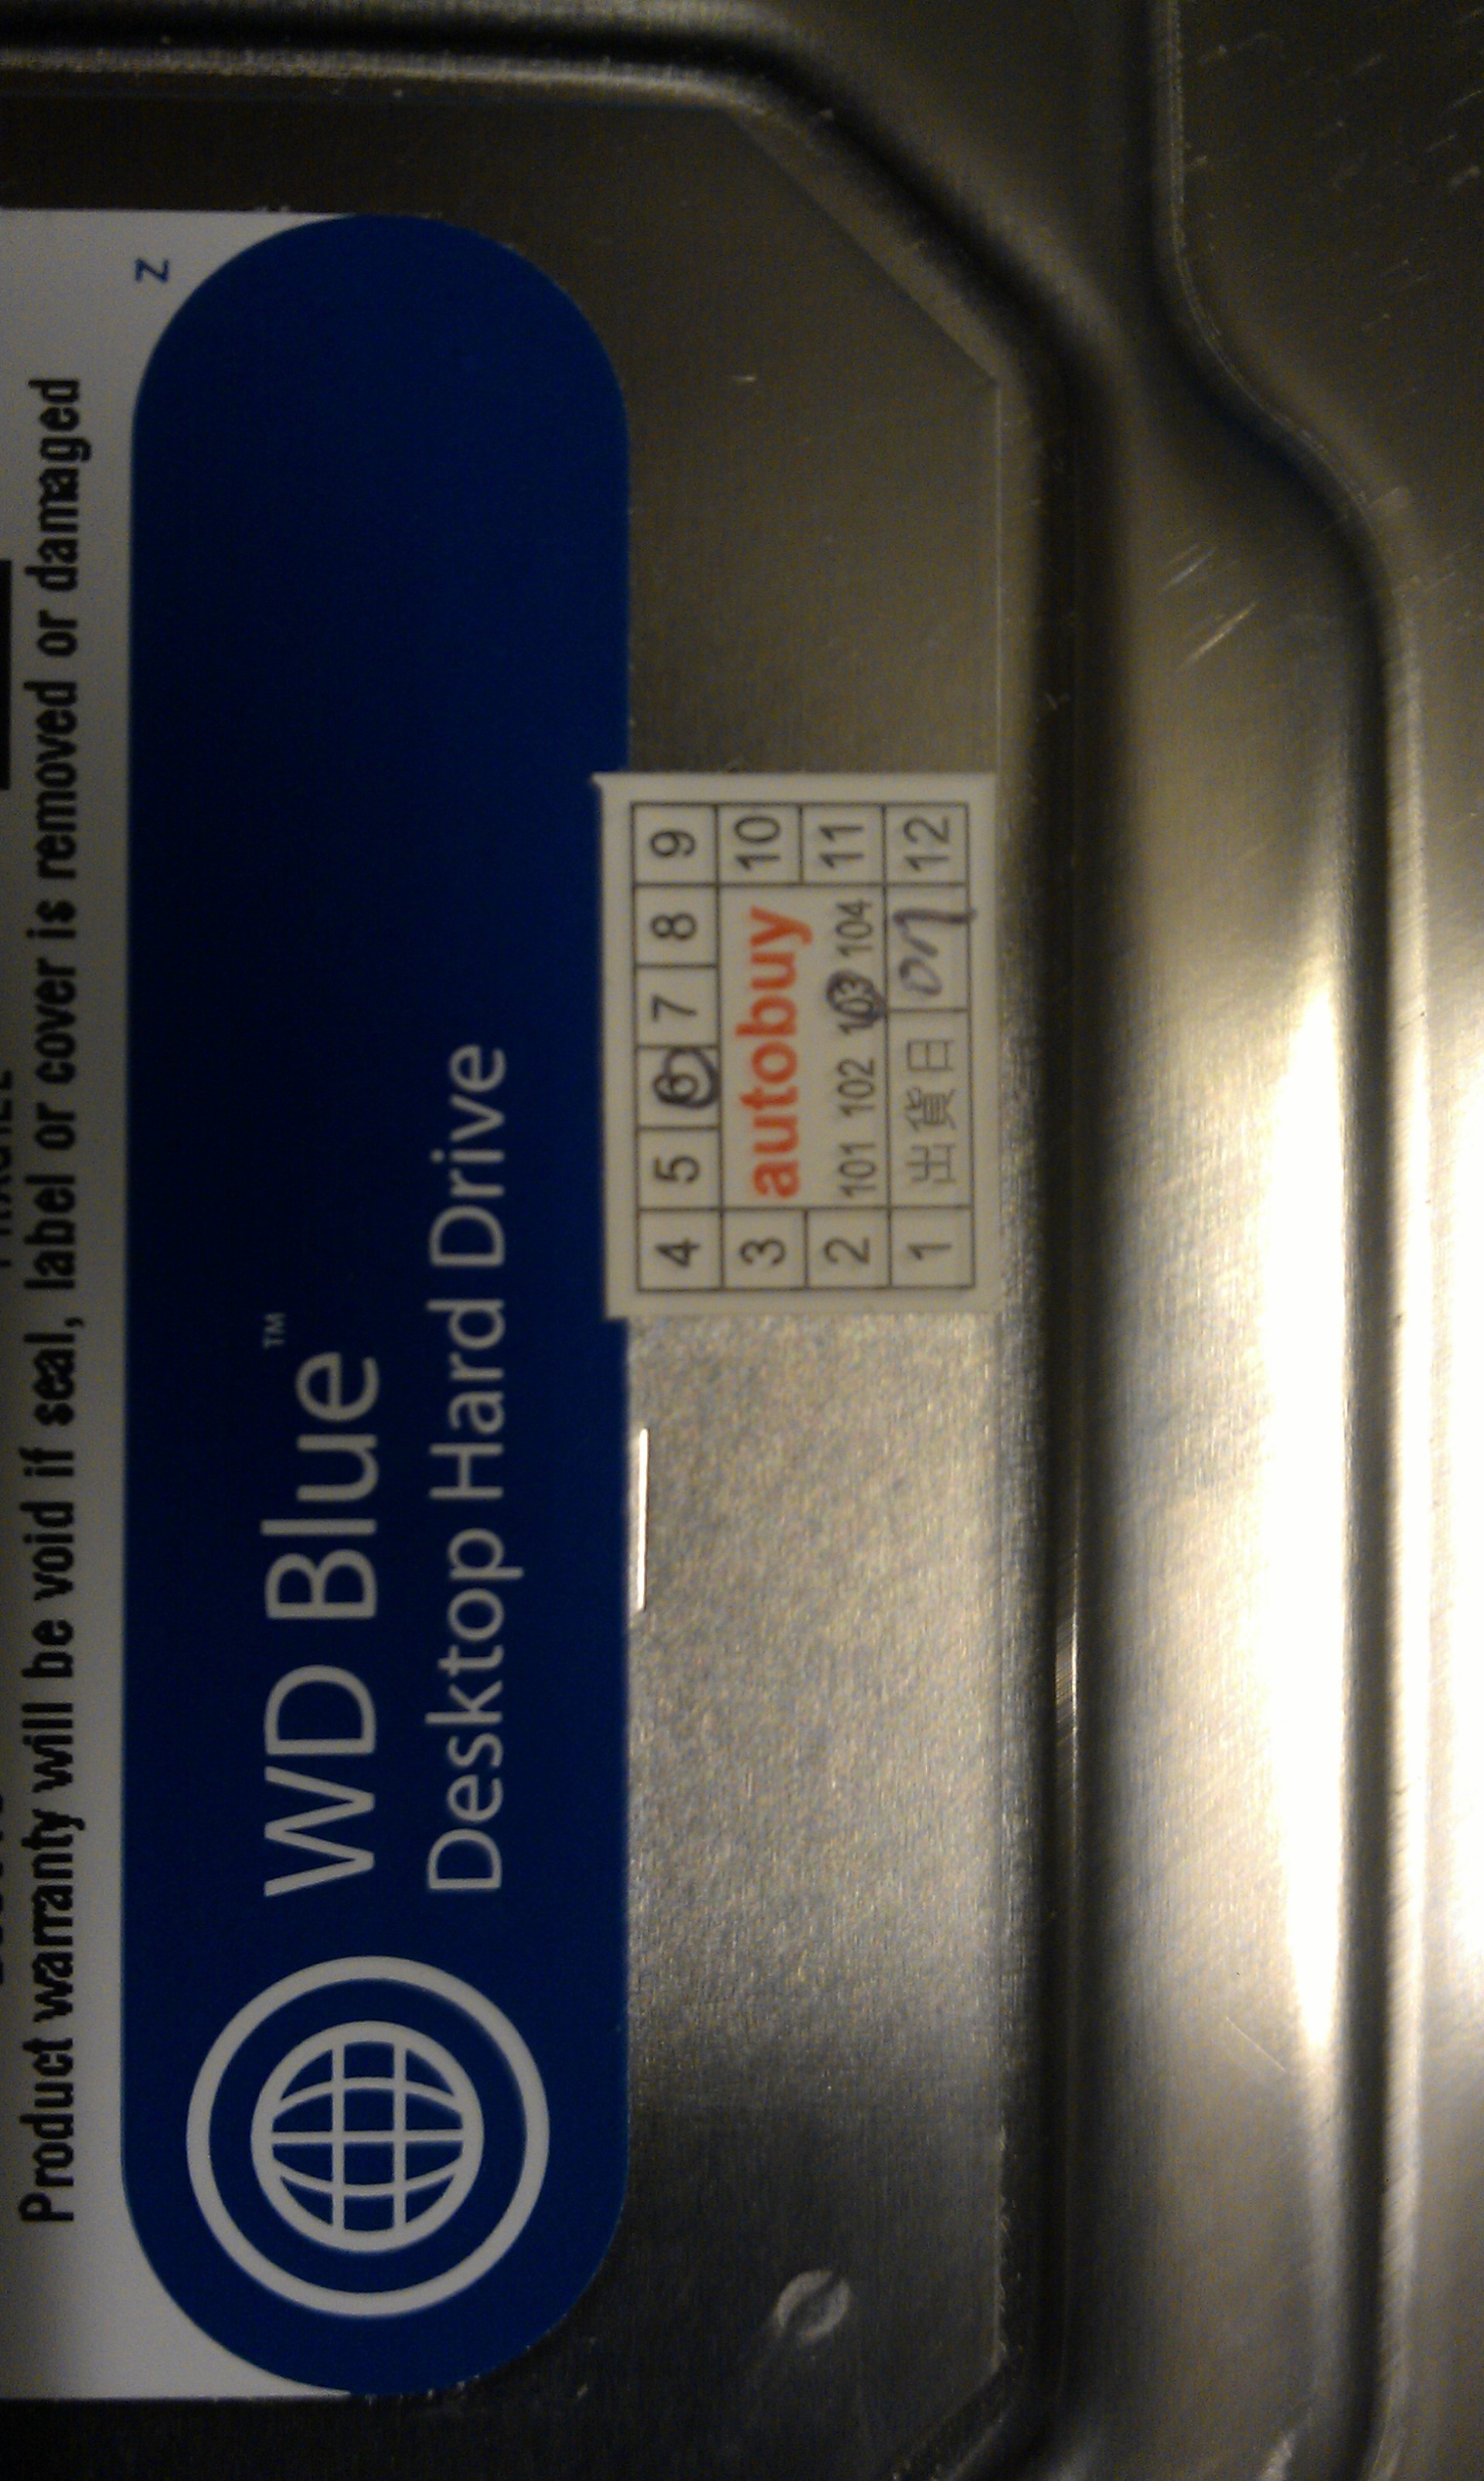 Product warranty will be void if seal, label or cover is removed or damaged
Z
WD Blue™
Desktop Hard Drive
4 5 6 7 8 9
3 autobuy 10
2 101 102 103 104 11
1 出貨日 12